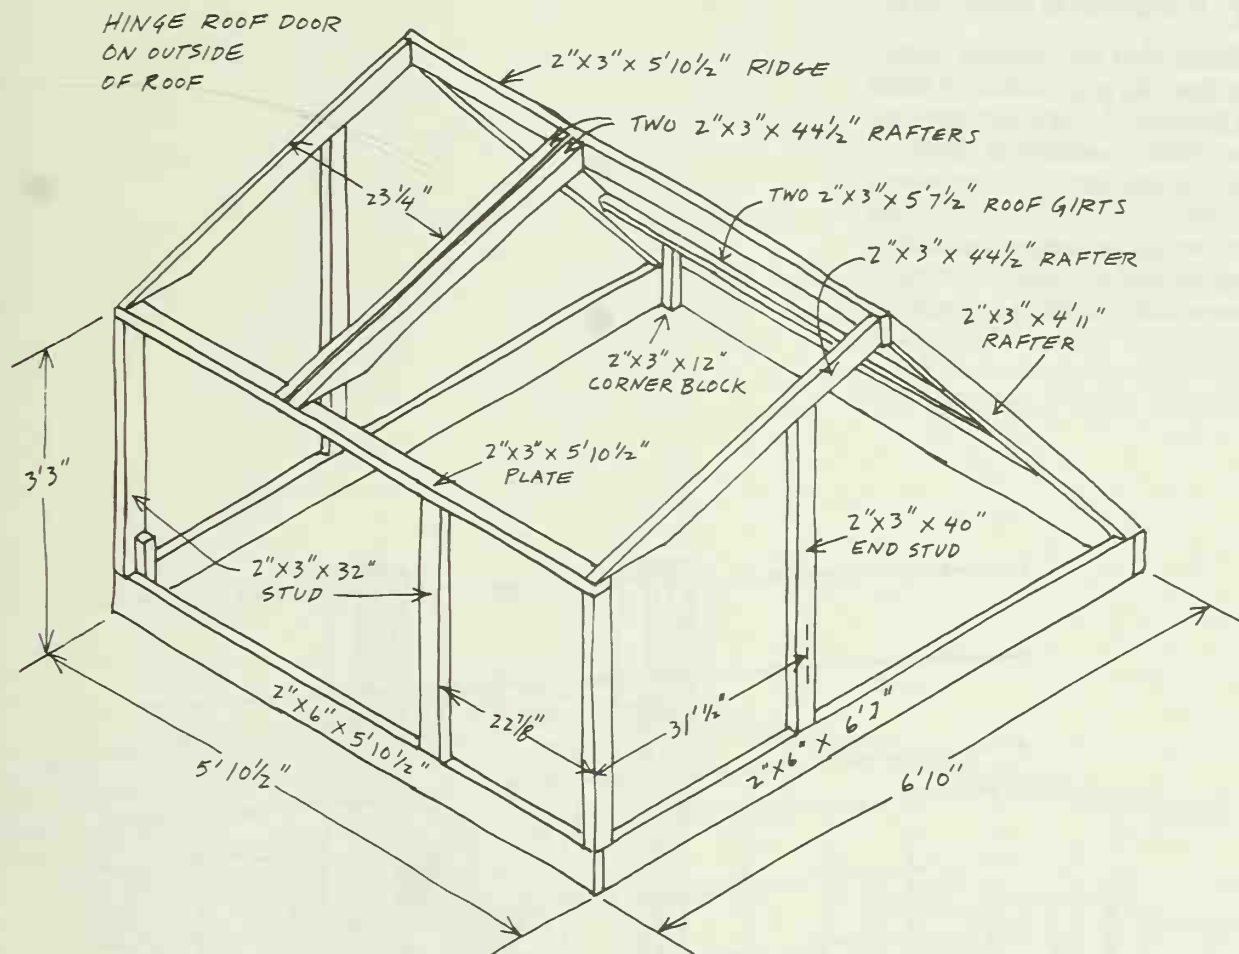 HINGE ROOF DOOR
ON OUTSIDE
OF ROOF
2"X3"X 5'10½" RIDGE
TWO 2"X3"X 44½" RAFTERS
23¼"
TWO 2"X3"X 5'7½" ROOF GIRTS
2"X3"X 44½" RAFTER
2"X3"X 4'11"
RAFTER
2"X3"X 12"
CORNER BLOCK
3'3"
2"X3"X 5'10½"
PLATE
2"X3"X 40"
END STUD
2"X3"X 32"
STUD
22⅞"
31'½"
2"X6"X 5'10½"
2"X6"X 6'7"
5'10½"
6'10"